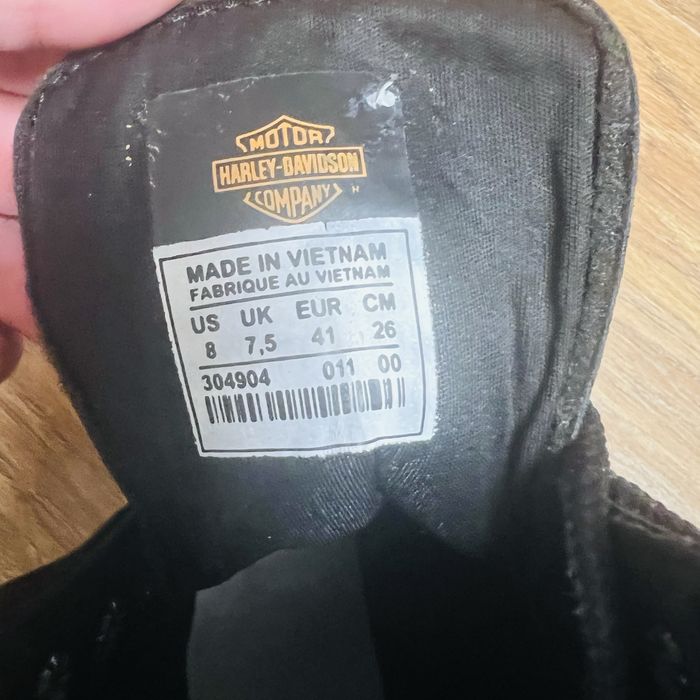 MOTOR
HARLEY-DAVIDSON
COMPANY
H
MADE IN VIETNAM
FABRIQUE AU VIETNAM
US UK EUR CM
8 7,5 41 26
304904 011 00